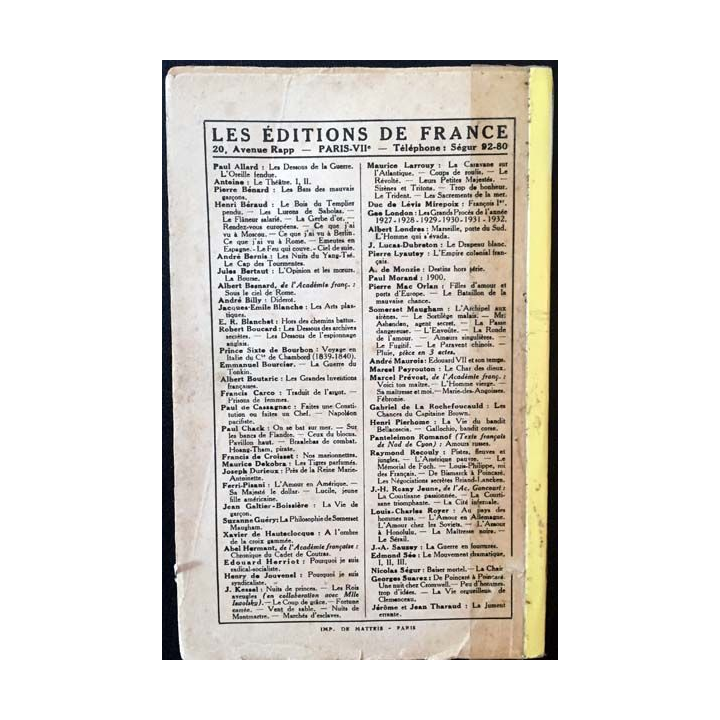 LES ÉDITIONS DE FRANCE
20, Avenue Rapp — PARIS-VIIe — Téléphone : Ségur 92-80
Paul Allard : Les Dessous de la Guerre.
L'Oreille fendue.
Antoine : Le Théâtre. I, II.
Pierre Bénard : Les Bass des mauvais
garçons.
Henri Béraud : Le Bois du Templier
pendu. — Les Lurons de Sabolas. —
Le Flâneur salarié. — La Gerbe d'or. —
Rendez-vous européens. — Ce que j'ai
vu à Moscou. — Ce que j'ai vu à Berlin.
Ce que j'ai vu à Rome. — Emeutes en
Espagne. - Le Feu qui couve. - Ciel de suie.
André Bernis : Les Nuits du Yang-Tsé.
Le Cap des Tourmentes.
Jules Bertaut : L'Opinion et les mœurs.
La Bourse.
Albert Besnard, de l'Académie franç. :
Sous le ciel de Rome.
André Billy : Diderot.
Jacques-Emile Blanche : Les Arts plas-
tiques.
E. R. Blanchet : Hors des chemins battus.
Robert Boucard : Les Dessous des archives
secrètes. — Les Dessous de l'espionnage
anglais.
Prince Sixte de Bourbon : Voyage en
Italie du Cte de Chambord (1839-1840).
Emmanuel Bourcier. — La Guerre du
Tonkin.
Albert Boutaric : Les Grandes Inventions
françaises.
Francis Carco : Traduit de l'argot. —
Prisons de femmes.
Paul de Cassagnac : Faites une Consti-
tution ou faites un Chef. — Napoléon
pacifiste.
Paul Chack : On se bat sur mer. — Sur
les bancs de Flandre. — Ceux du blocus.
Pavillon haut. — Branlebas de combat.
Hoang-Tham, pirate.
Francis de Croisset : Nos marionnettes.
Maurice Dekobra : Les Tigres parfumés.
Joseph Durieux : Près de la Reine Marie-
Antoinette.
Ferri-Pisani : L'Amour en Amérique. —
Sa Majesté le dollar. — Lucile, jeune
fille américaine.
Jean Galtier-Boissière : La Vie de
garçon.
Suzanne Guéry: La Philosophie de Somerset
Maugham.
Xavier de Hauteclocque : A l'ombre
de la croix gammée.
Abel Hermant, de l'Académie française :
Chronique du Cadet de Coutras.
Edouard Herriot : Pourquoi je suis
radical-socialiste.
Henry de Jouvenel : Pourquoi je suis
syndicaliste.
J. Kessel : Nuits de princes. — Les Rois
aveugles (en collaboration avec Mlle
Iswolsky). — Le Coup de grâce. — Fortune
carrée. — Vent de sable. — Nuits de
Montmartre. — Marchés d'esclaves.
Maurice Larrouy : La Caravane sur
l'Atlantique. — Coups de roulis. — Le
Révolté. — Leurs Petites Majestés. —
Sirènes et Tritons. — Trop de bonheur.
Le Trident. — Les Sacrements de la mer.
Duc de Lévis Mirepoix : François Ier.
Geo London : Les Grands Procès de l'année
1927 - 1928 - 1929 - 1930 - 1931 - 1932.
Albert Londres : Marseille, porte du Sud.
L'Homme qui s'évada.
J. Lucas-Dubreton : Le Drapeau blanc.
Pierre Lyautey : L'Empire colonial fran-
çais.
A. de Monzie : Destins hors série.
Paul Morand : 1900.
Pierre Mac Orlan : Filles d'amour et
ports d'Europe. — Le Bataillon de la
mauvaise chance.
Somerset Maugham : L'Archipel aux
sirènes. — Le Sortilège malais. — Mr.
Ashenden, agent secret. — La Passe
dangereuse. — L'Envoûté. — La Ronde
de l'amour. — Amours singulières. —
Le Fugitif. — Le Paravent chinois. —
Pluie, pièce en 3 actes.
André Maurois : Edouard VII et son temps.
Marcel Peyrouton : Le Char des dieux.
Marcel Prévost, de l'Académie franç. :
Voici ton maître. — L'Homme vierge. —
Sa maîtresse et moi. — Marie-des-Angoisses.
Fébronie.
Gabriel de La Rochefoucauld : Les
Chances du Capitaine Brown.
Henri Pierhome : La Vie du bandit
Bellacoscia. — Gallochio, bandit corse.
Panteleimon Romanof (Texte français
de Nad de Cyon) : Amours russes.
Raymond Recouly : Pistes, fleuves et
jungles. — L'Amérique pauvre. — Le
Mémorial de Foch. — Louis-Philippe, roi
des Français. — De Bismarck à Poincaré.
Les Négociations secrètes Briand-Lancken.
J.-H. Rosny Jeune, de l'Ac. Goncourt :
La Courtisane passionnée. — La Courti-
sane triomphante. — La Cité infernale.
Louis-Charles Royer : Au pays des
hommes nus. — L'Amour en Allemagne.
L'Amour chez les Soviets. — L'Amour
à Honolulu. — La Maîtresse noire. —
Le Sérail.
J.-A. Sauzey : La Guerre en fourrures.
Edmond Sée : Le Mouvement dramatique,
I, II, III.
Nicolas Ségur : Baiser mortel. — La Chair
Georges Suarez : De Poincaré à Poincaré.
Une nuit chez Cromwell. — Peu d'hommes,
trop d'idées. — La Vie orgueilleuse de
Clemenceau.
Jérôme et Jean Tharaud : La Jument
errante.
IMP. DE MATTEIS - PARIS